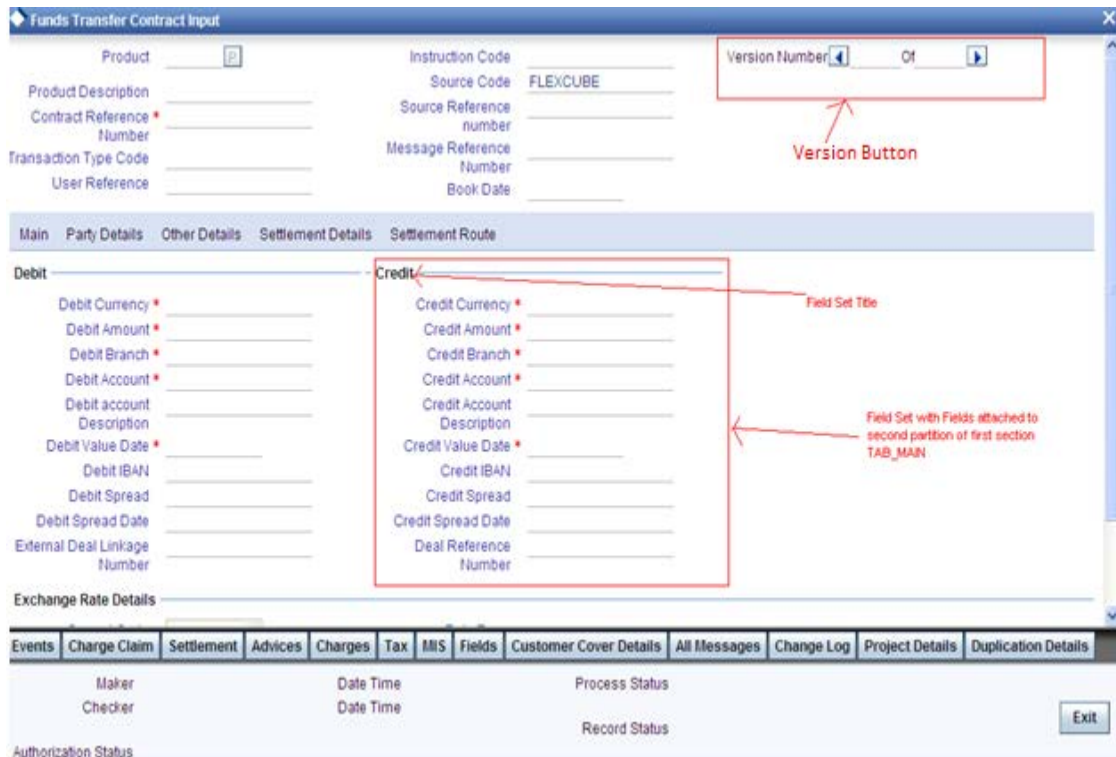 Funds Transfer Contract Input
Product P Instruction Code Version Number Of
Source Code FLEXCUBE
Product Description
Source Reference
number
Contract Reference *
Number
Message Reference
Number
Version Button
Transaction Type Code
User Reference Book Date
Main Party Details Other Details Settlement Details Settlement Route
Debit Credit
Field Set Title
Debit Currency * Credit Currency *
Debit Amount * Credit Amount *
Debit Branch * Credit Branch *
Debit Account * Credit Account *
Debit account Credit Account
Description Description
Field Set with Fields attached to
second partition of first section
TAB_MAIN
Debit Value Date * Credit Value Date *
Debit IBAN Credit IBAN
Debit Spread Credit Spread
Debit Spread Date Credit Spread Date
External Deal Linkage Deal Reference
Number Number
Exchange Rate Details
Events Charge Claim Settlement Advices Charges Tax MIS Fields Customer Cover Details All Messages Change Log Project Details Duplication Details
Maker Date Time Process Status
Checker Date Time
Record Status
Exit
Authorization Status